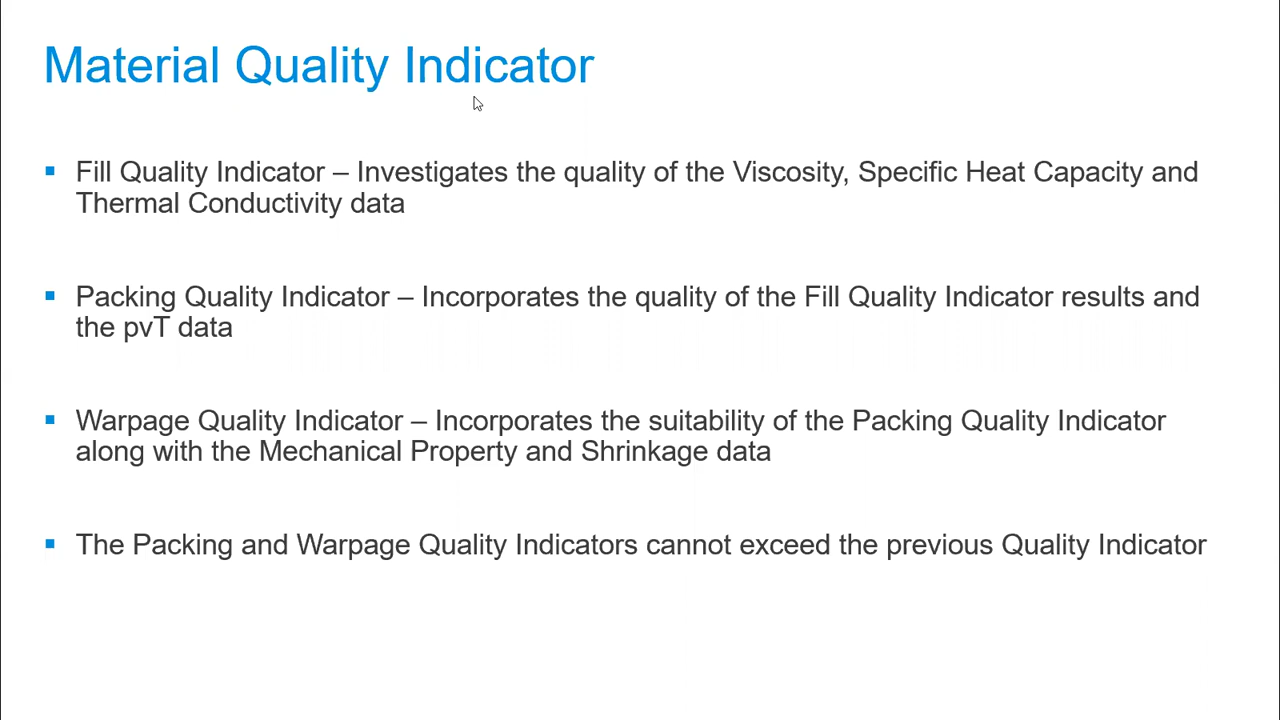 Material Quality Indicator
▪ Fill Quality Indicator – Investigates the quality of the Viscosity, Specific Heat Capacity and
Thermal Conductivity data
▪ Packing Quality Indicator – Incorporates the quality of the Fill Quality Indicator results and
the pvT data
▪ Warpage Quality Indicator – Incorporates the suitability of the Packing Quality Indicator
along with the Mechanical Property and Shrinkage data
▪ The Packing and Warpage Quality Indicators cannot exceed the previous Quality Indicator